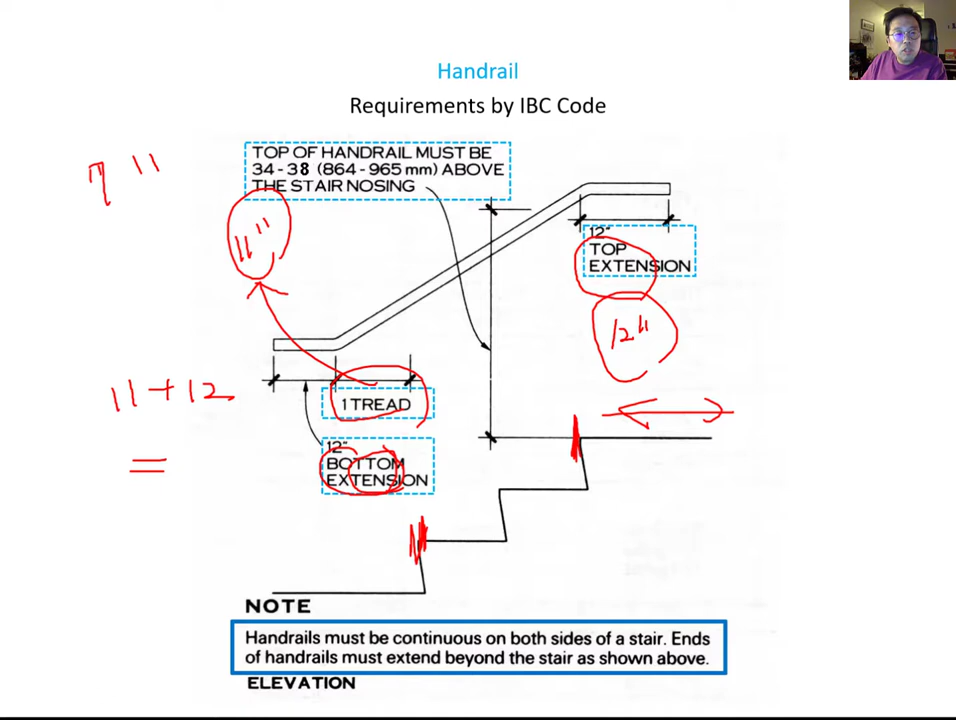 Handrail
Requirements by IBC Code
TOP OF HANDRAIL MUST BE
34-38 (864-965 mm) ABOVE
THE STAIR NOSING
7"
11"
12"
TOP
EXTENSION
12"
11+12
=
1 TREAD
12"
BOTTOM
EXTENSION
NOTE
Handrails must be continuous on both sides of a stair. Ends
of handrails must extend beyond the stair as shown above.
ELEVATION